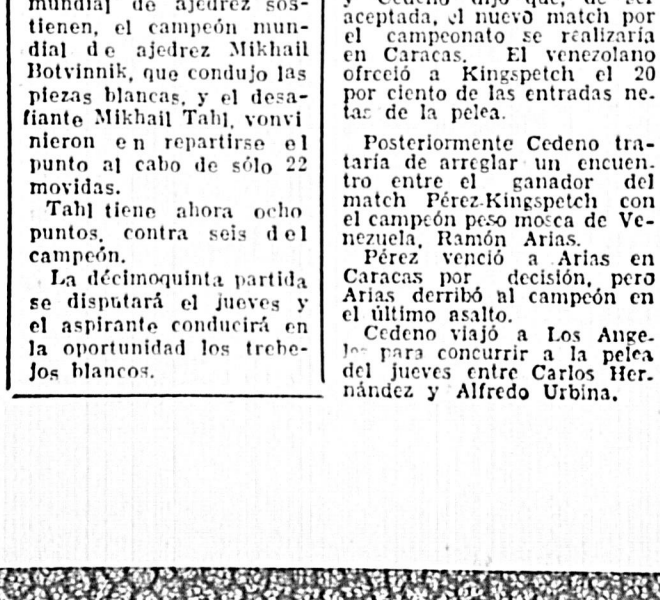 mundial de ajedrez sos-
tienen, el campeón mun-
dial de ajedrez Mikhail
Botvinnik, que condujo las
piezas blancas, y el desa-
fiante Mikhail Tahl, vonvi
nieron en repartirse el
punto al cabo de sólo 22
movidas.
Tahl tiene ahora ocho
puntos, contra seis del
campeón.
La décimoquinta partida
se disputará el jueves y
el aspirante conducirá en
la oportunidad los trebe-
jos blancos.
y Cedeno dijo que, de ser
aceptada, el nuevo match por
el campeonato se realizaría
en Caracas. El venezolano
ofreció a Kingspetch el 20
por ciento de las entradas ne-
tas de la pelea.
Posteriormente Cedeno tra-
taría de arreglar un encuen-
tro entre el ganador del
match Pérez-Kingspetch con
el campeón peso mosca de Ve-
nezuela, Ramón Arias.
Pérez venció a Arias en
Caracas por decisión, pero
Arias derribó al campeón en
el último asalto.
Cedeno viajó a Los Ange-
les para concurrir a la pelea
del jueves entre Carlos Her-
nández y Alfredo Urbina.